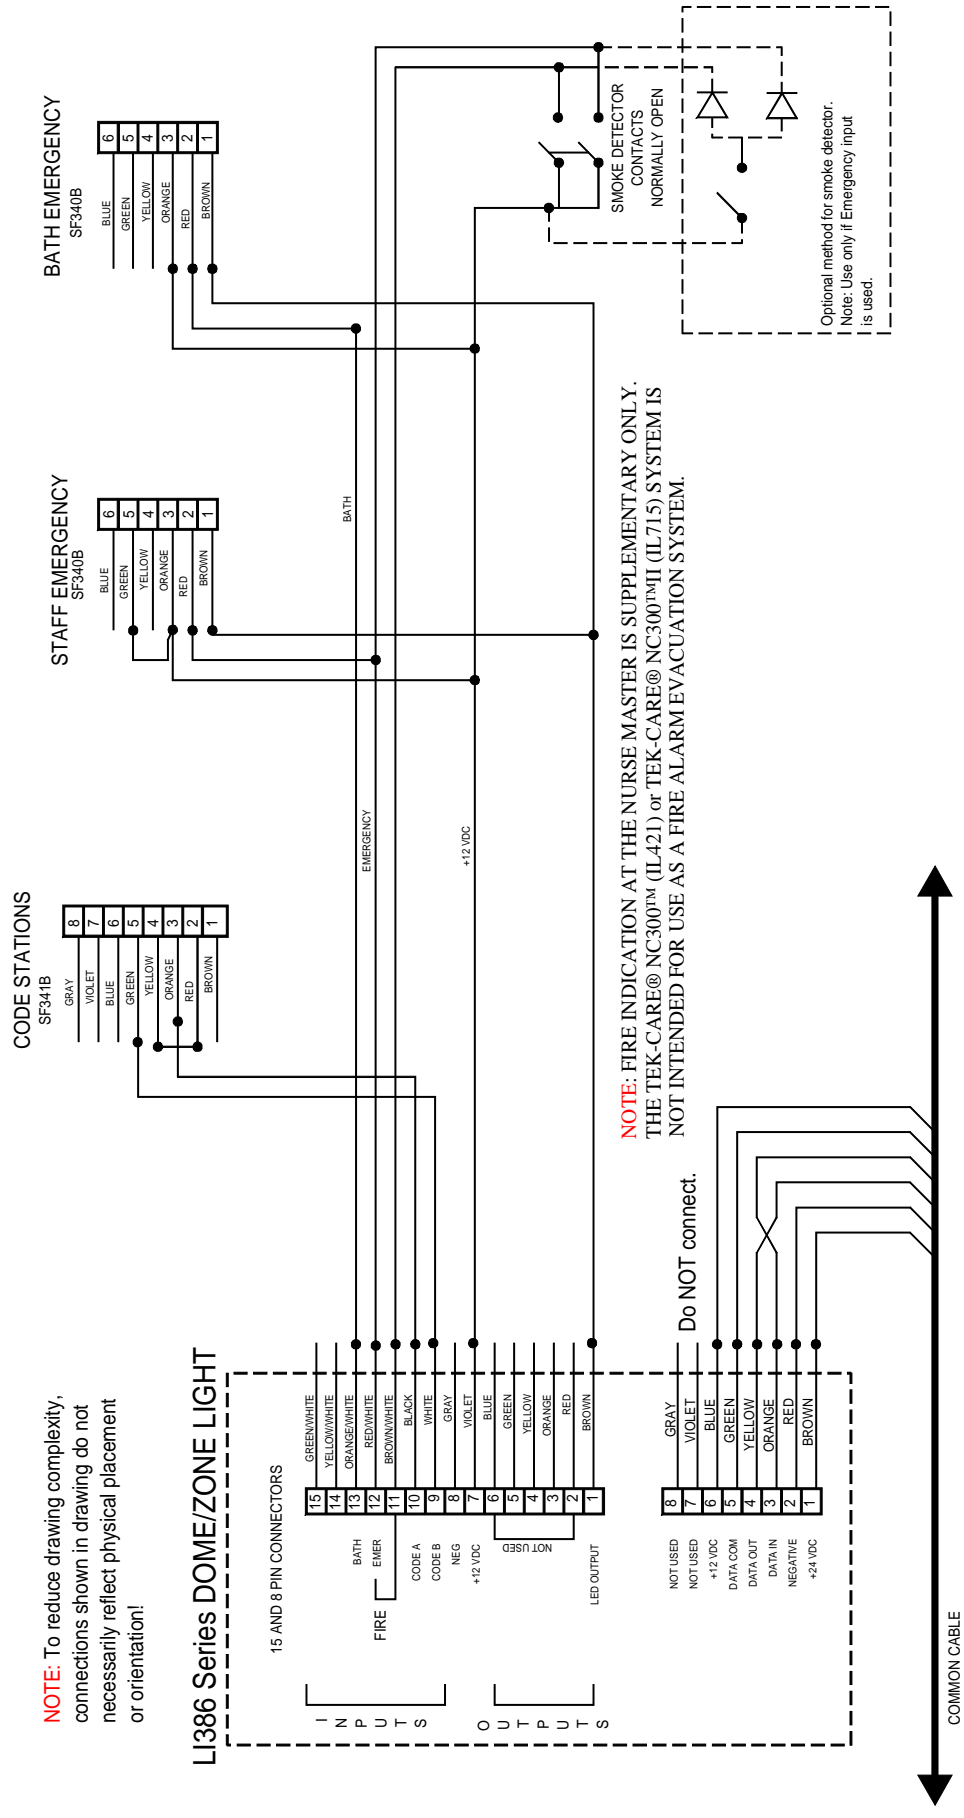 NOTE: To reduce drawing complexity,
connections shown in drawing do not
necessarily reflect physical placement
or orientation!
CODE STATIONS
SF341B
8 GRAY
7 VIOLET
6 BLUE
5 GREEN
4 YELLOW
3 ORANGE
2 RED
1 BROWN
STAFF EMERGENCY
SF340B
6 BLUE
5 GREEN
4 YELLOW
3 ORANGE
2 RED
1 BROWN
BATH EMERGENCY
SF340B
6 BLUE
5 GREEN
4 YELLOW
3 ORANGE
2 RED
1 BROWN
LI386 Series DOME/ZONE LIGHT
15 AND 8 PIN CONNECTORS
INPUTS
15 GREEN/WHITE
14 YELLOW/WHITE
BATH 13 ORANGE/WHITE
EMER 12 RED/WHITE
FIRE
11 BROWN/WHITE
CODE A 10 BLACK
CODE B 9 WHITE
NEG 8 GRAY
+12 VDC 7 VIOLET
OUTPUTS
NOT USED
6 BLUE
5 GREEN
4 YELLOW
3 ORANGE
2 RED
LED OUTPUT 1 BROWN
BATH
EMERGENCY
+12 VDC
SMOKE DETECTOR
CONTACTS
NORMALLY OPEN
Optional method for smoke detector.
Note: Use only if Emergency input
is used.
NOTE: FIRE INDICATION AT THE NURSE MASTER IS SUPPLEMENTARY ONLY.
THE TEK-CARE® NC300™ (IL421) or TEK-CARE® NC300™II (IL715) SYSTEM IS
NOT INTENDED FOR USE AS A FIRE ALARM EVACUATION SYSTEM.
Do NOT connect.
NOT USED 8 GRAY
NOT USED 7 VIOLET
+12 VDC 6 BLUE
DATA COM 5 GREEN
DATA OUT 4 YELLOW
DATA IN 3 ORANGE
NEGATIVE 2 RED
+24 VDC 1 BROWN
COMMON CABLE